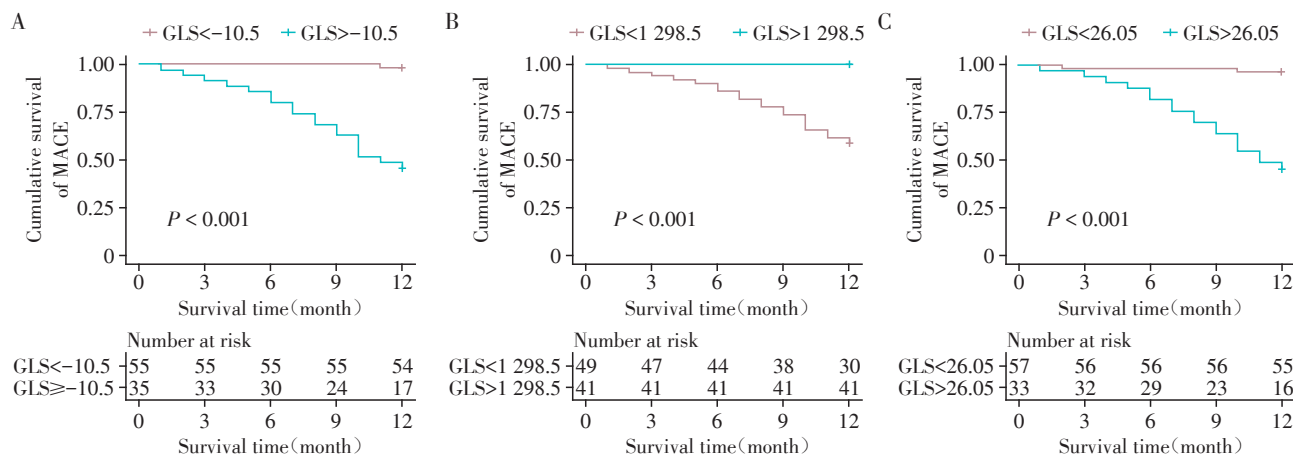 A
GLS<-10.5 GLS>-10.5
Cumulative survival
of MACE
1.00
0.75
0.50
0.25
0
P < 0.001
0 3 6 9 12
Survival time（month）
Number at risk
GLS<-10.5 55 55 55 55 54
GLS≥-10.5 35 33 30 24 17
0 3 6 9 12
Survival time（month）
B
GLS<1 298.5 GLS>1 298.5
Cumulative survival
of MACE
1.00
0.75
0.50
0.25
0
P < 0.001
0 3 6 9 12
Survival time（month）
Number at risk
GLS<1 298.5 49 47 44 38 30
GLS>1 298.5 41 41 41 41 41
0 3 6 9 12
Survival time（month）
C
GLS<26.05 GLS>26.05
Cumulative survival
of MACE
1.00
0.75
0.50
0.25
0
P < 0.001
0 3 6 9 12
Survival time（month）
Number at risk
GLS<26.05 57 56 56 56 55
GLS>26.05 33 32 29 23 16
0 3 6 9 12
Survival time（month）